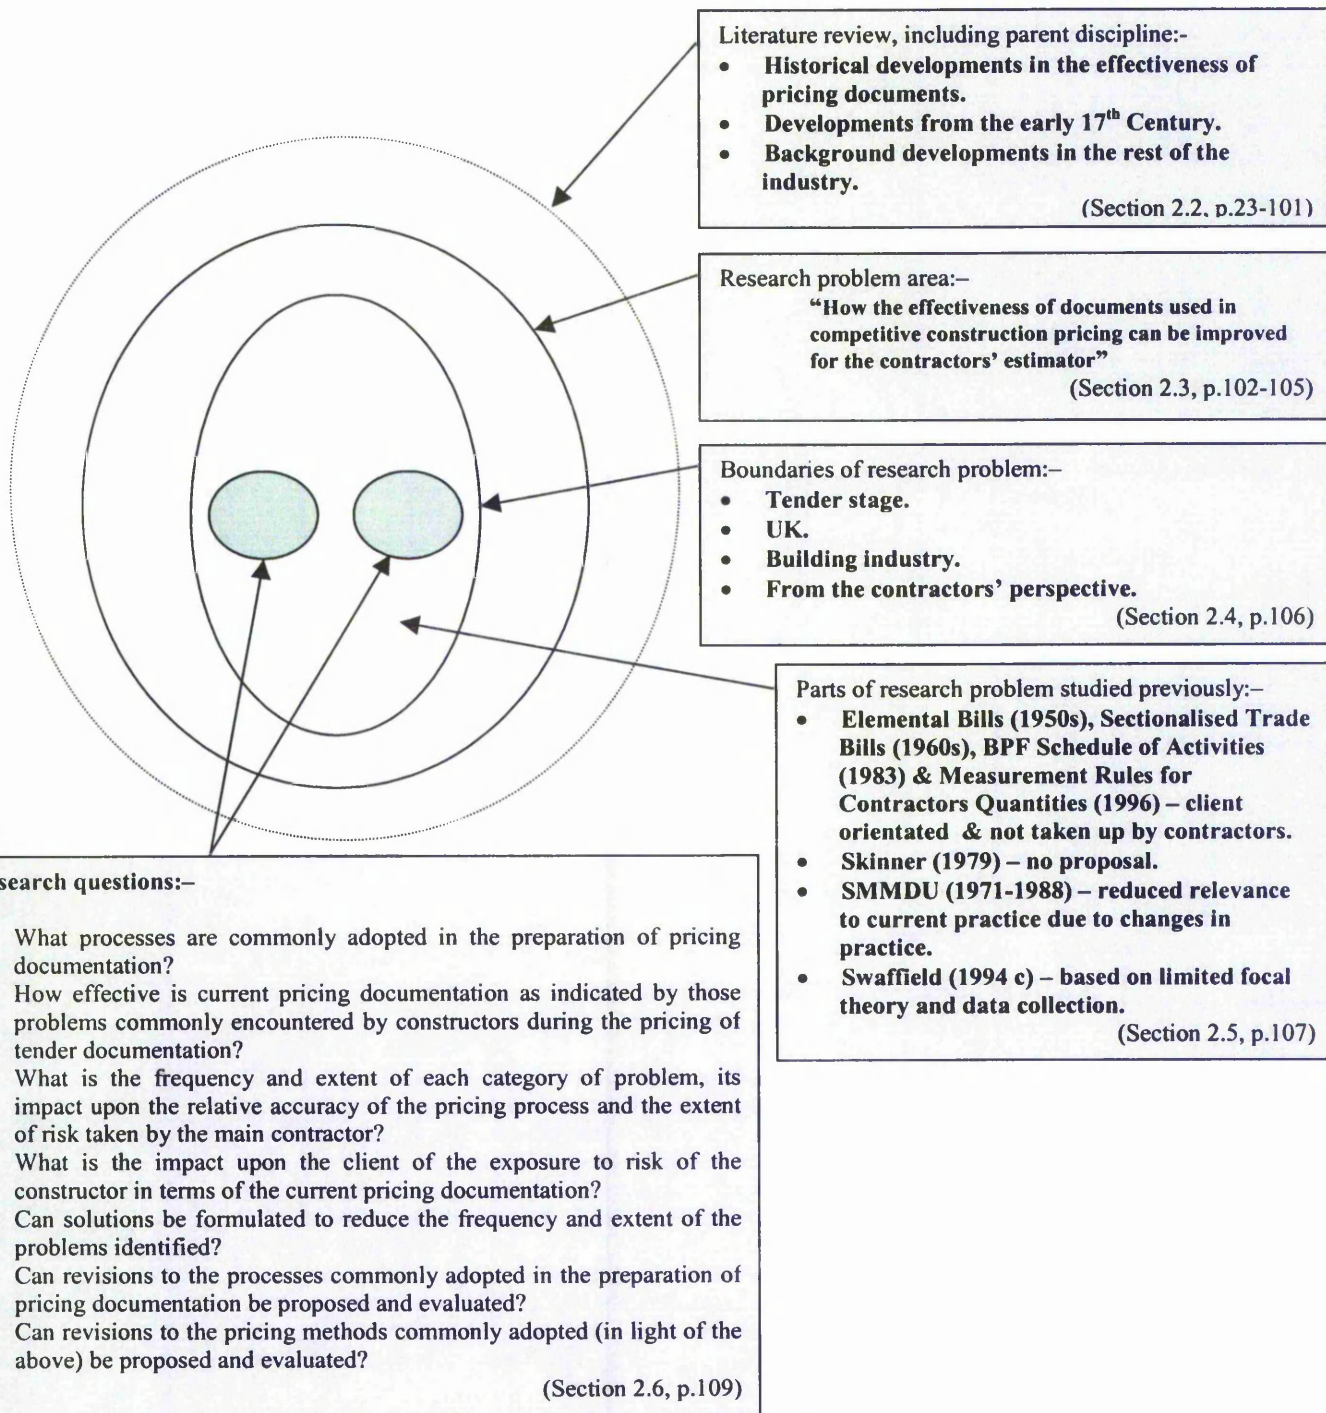 Literature review, including parent discipline:-
• Historical developments in the effectiveness of
pricing documents.
• Developments from the early 17th Century.
• Background developments in the rest of the
industry.
(Section 2.2, p.23-101)
Research problem area:–
“How the effectiveness of documents used in
competitive construction pricing can be improved
for the contractors’ estimator”
(Section 2.3, p.102-105)
Boundaries of research problem:–
• Tender stage.
• UK.
• Building industry.
• From the contractors’ perspective.
(Section 2.4, p.106)
Parts of research problem studied previously:–
• Elemental Bills (1950s), Sectionalised Trade
Bills (1960s), BPF Schedule of Activities
(1983) & Measurement Rules for
Contractors Quantities (1996) – client
orientated & not taken up by contractors.
• Skinner (1979) – no proposal.
• SMMDU (1971-1988) – reduced relevance
to current practice due to changes in
practice.
• Swaffield (1994 c) – based on limited focal
theory and data collection.
(Section 2.5, p.107)
search questions:–
What processes are commonly adopted in the preparation of pricing
documentation?
How effective is current pricing documentation as indicated by those
problems commonly encountered by constructors during the pricing of
tender documentation?
What is the frequency and extent of each category of problem, its
impact upon the relative accuracy of the pricing process and the extent
of risk taken by the main contractor?
What is the impact upon the client of the exposure to risk of the
constructor in terms of the current pricing documentation?
Can solutions be formulated to reduce the frequency and extent of the
problems identified?
Can revisions to the processes commonly adopted in the preparation of
pricing documentation be proposed and evaluated?
Can revisions to the pricing methods commonly adopted (in light of the
above) be proposed and evaluated?
(Section 2.6, p.109)